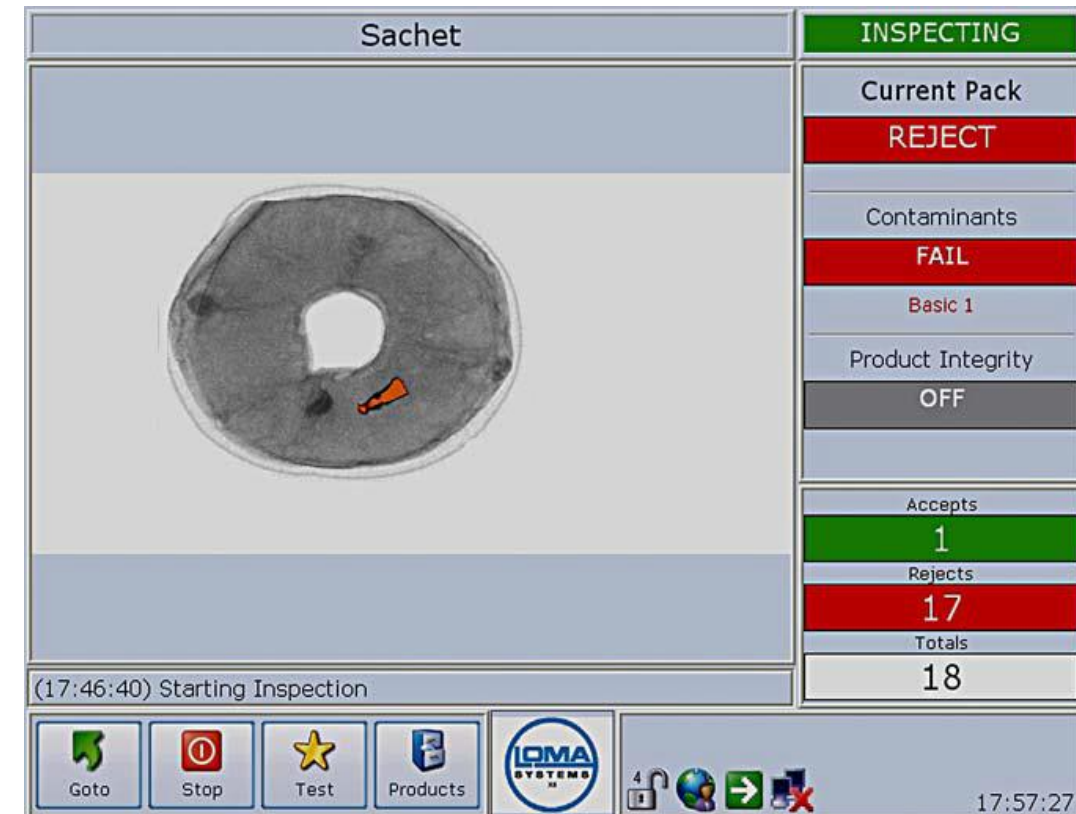 Sachet
INSPECTING
Current Pack
REJECT
Contaminants
FAIL
Basic 1
Product Integrity
OFF
Accepts
1
Rejects
17
Totals
18
(17:46:40) Starting Inspection
Goto
Stop
Test
Products
LOMA
SYSTEMS
4
17:57:27